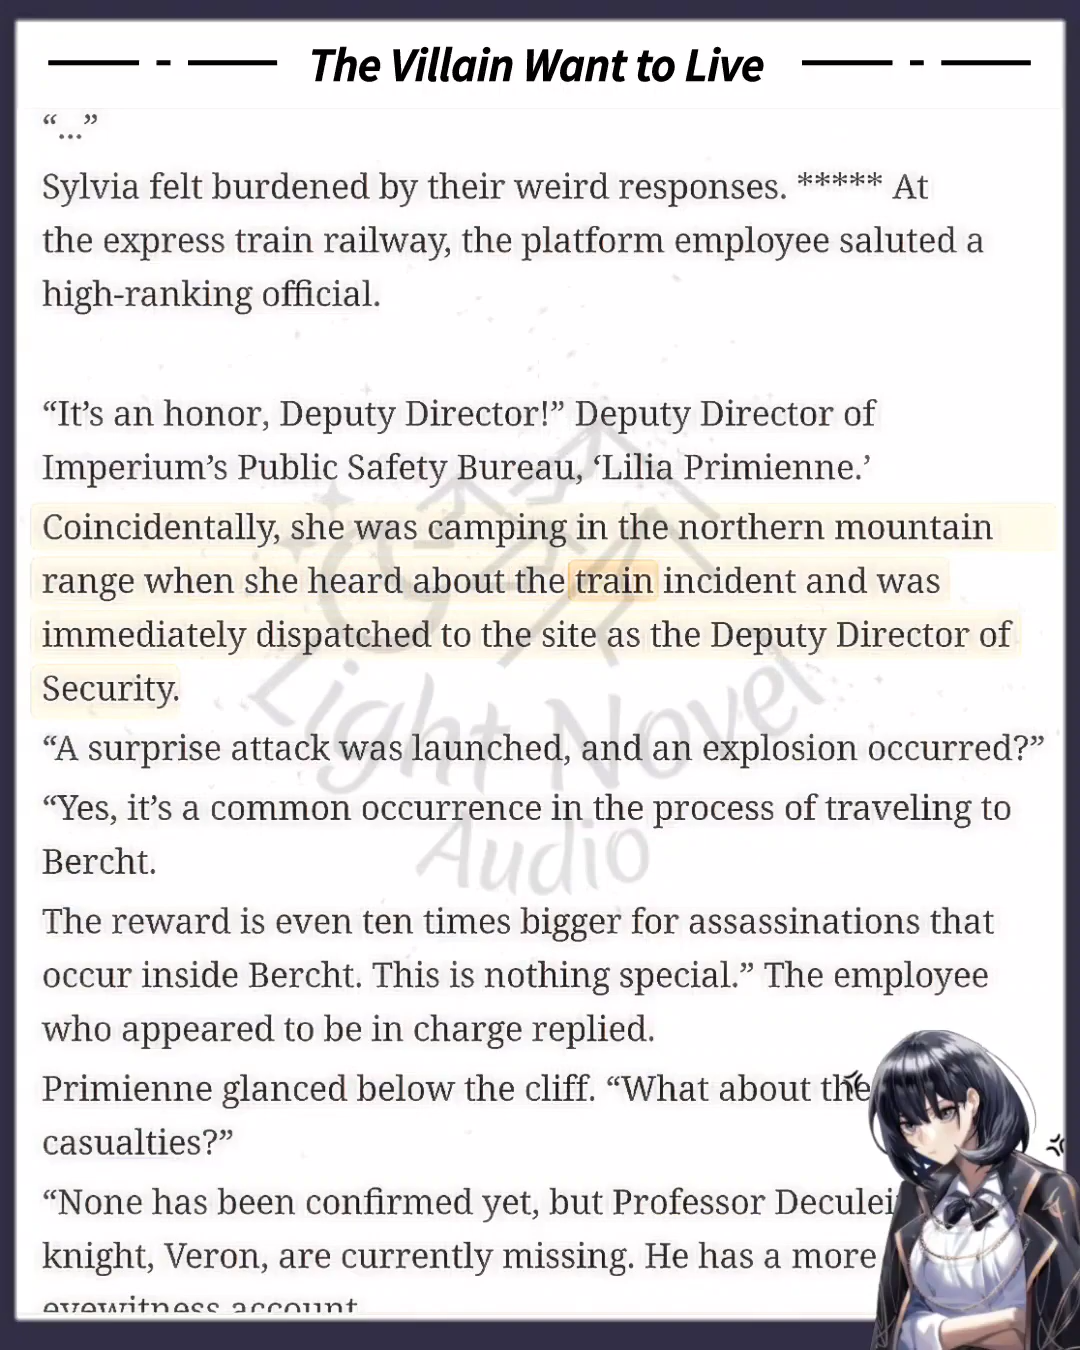 The Villain Want to Live
“...”
Sylvia felt burdened by their weird responses. ***** At
the express train railway, the platform employee saluted a
high-ranking official.
“It’s an honor, Deputy Director!” Deputy Director of
Imperium’s Public Safety Bureau, ‘Lilia Primienne.’
Coincidentally, she was camping in the northern mountain
range when she heard about the train incident and was
immediately dispatched to the site as the Deputy Director of
Security.
“A surprise attack was launched, and an explosion occurred?”
“Yes, it’s a common occurrence in the process of traveling to
Bercht.
The reward is even ten times bigger for assassinations that
occur inside Bercht. This is nothing special.” The employee
who appeared to be in charge replied.
Primienne glanced below the cliff. “What about the
casualties?”
“None has been confirmed yet, but Professor
knight, Veron, are currently missing. He has a more
eyewitness account
Light Novel
Audio